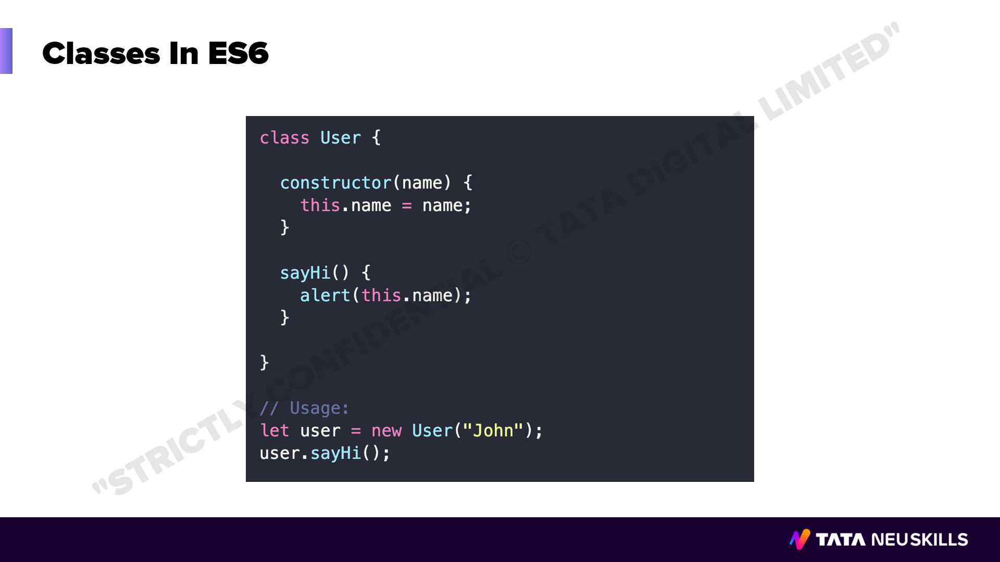 Classes In ES6
class User {
constructor(name) {
this.name = name;
}
sayHi() {
alert(this.name);
}
}
// Usage:
let user = new User("John");
user.sayHi();
"STRICTLY CONFIDENTIAL © TATA DIGITAL LIMITED"
TATA NEUSKILLS